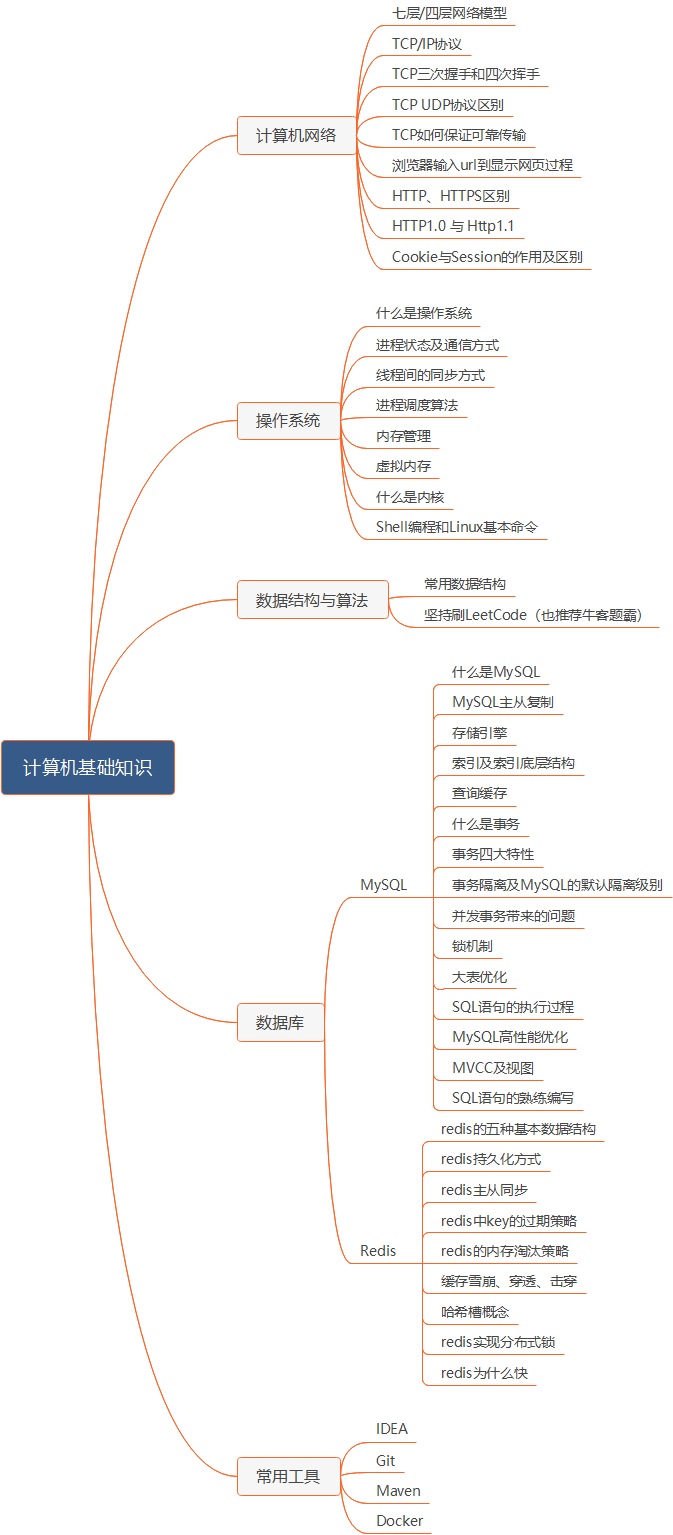 七层/四层网络模型
TCP/IP协议
TCP三次握手和四次挥手
TCP UDP协议区别
计算机网络
TCP如何保证可靠传输
浏览器输入url到显示网页过程
HTTP、HTTPS区别
HTTP1.0 与 Http1.1
Cookie与Session的作用及区别
什么是操作系统
进程状态及通信方式
线程间的同步方式
进程调度算法
操作系统
内存管理
虚拟内存
什么是内核
Shell编程和Linux基本命令
常用数据结构
数据结构与算法
坚持刷LeetCode（也推荐牛客题霸）
什么是MySQL
MySQL主从复制
存储引擎
索引及索引底层结构
计算机基础知识
查询缓存
什么是事务
事务四大特性
MySQL
事务隔离及MySQL的默认隔离级别
并发事务带来的问题
锁机制
大表优化
SQL语句的执行过程
数据库
MySQL高性能优化
MVCC及视图
SQL语句的熟练编写
redis的五种基本数据结构
redis持久化方式
redis主从同步
redis中key的过期策略
Redis
redis的内存淘汰策略
缓存雪崩、穿透、击穿
哈希槽概念
redis实现分布式锁
redis为什么快
IDEA
Git
常用工具
Maven
Docker